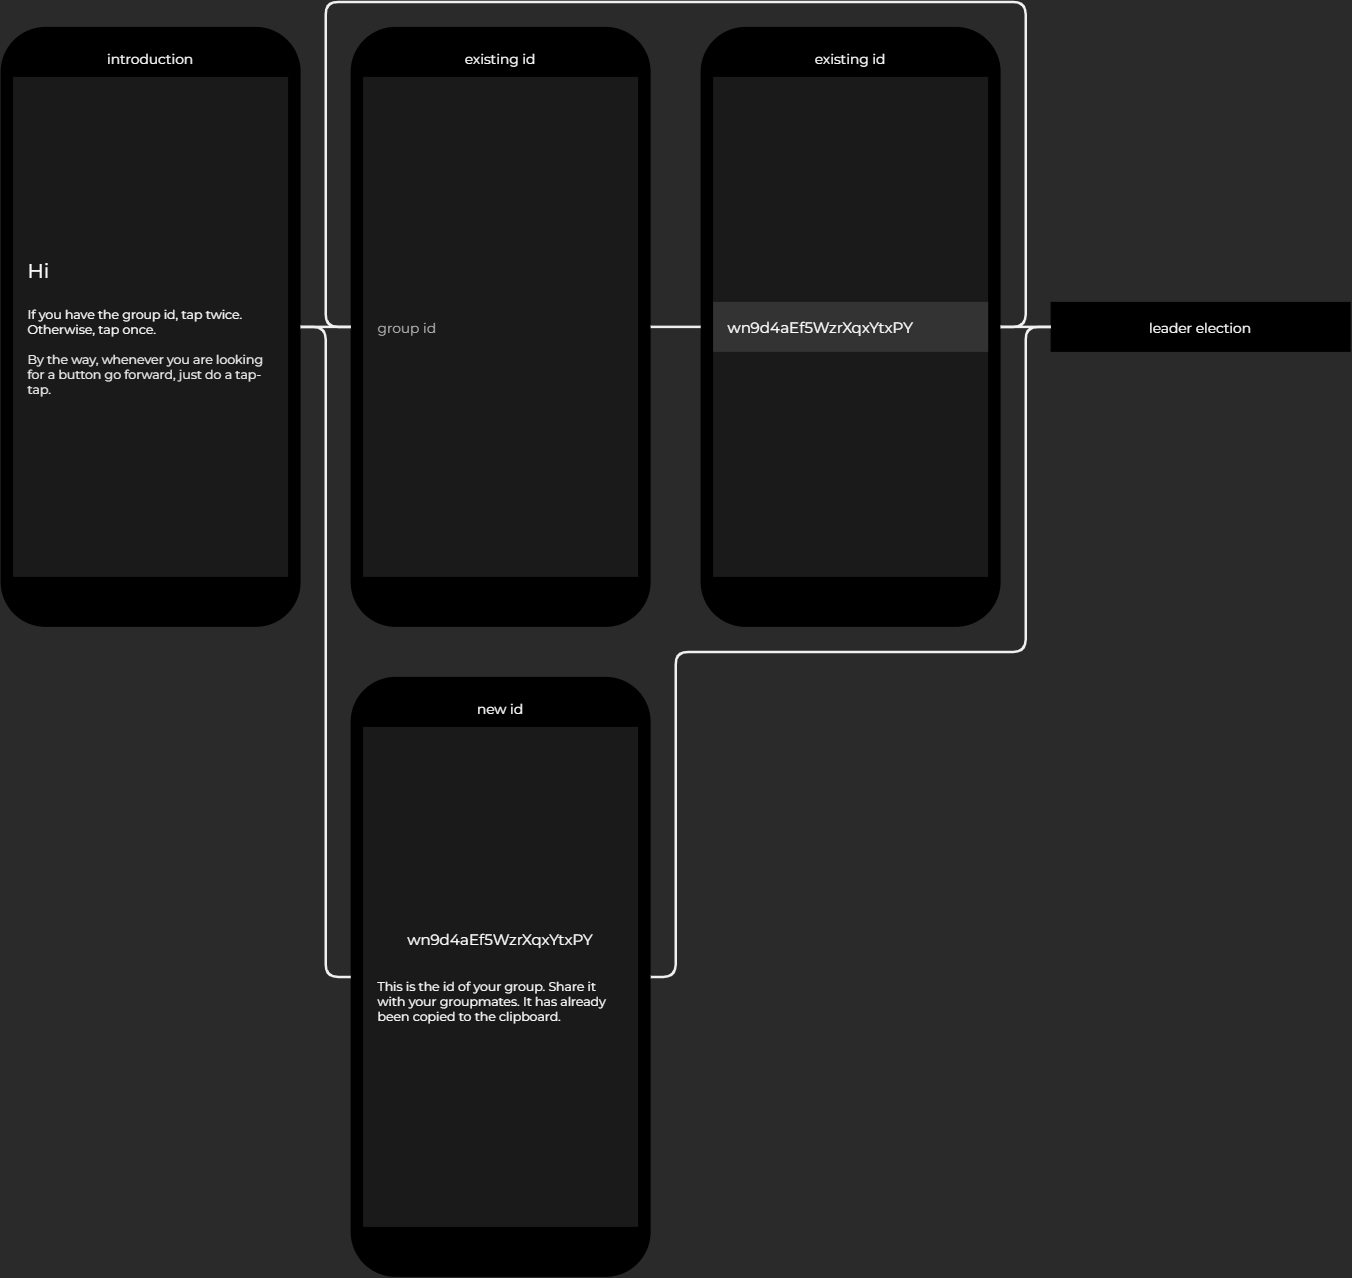 introduction
Hi
If you have the group id, tap twice.
Otherwise, tap once.
By the way, whenever you are looking
for a button go forward, just do a tap-
tap.
existing id
group id
existing id
wn9d4aEf5WzrXqxYtxPY
leader election
new id
wn9d4aEf5WzrXqxYtxPY
This is the id of your group. Share it
with your groupmates. It has already
been copied to the clipboard.